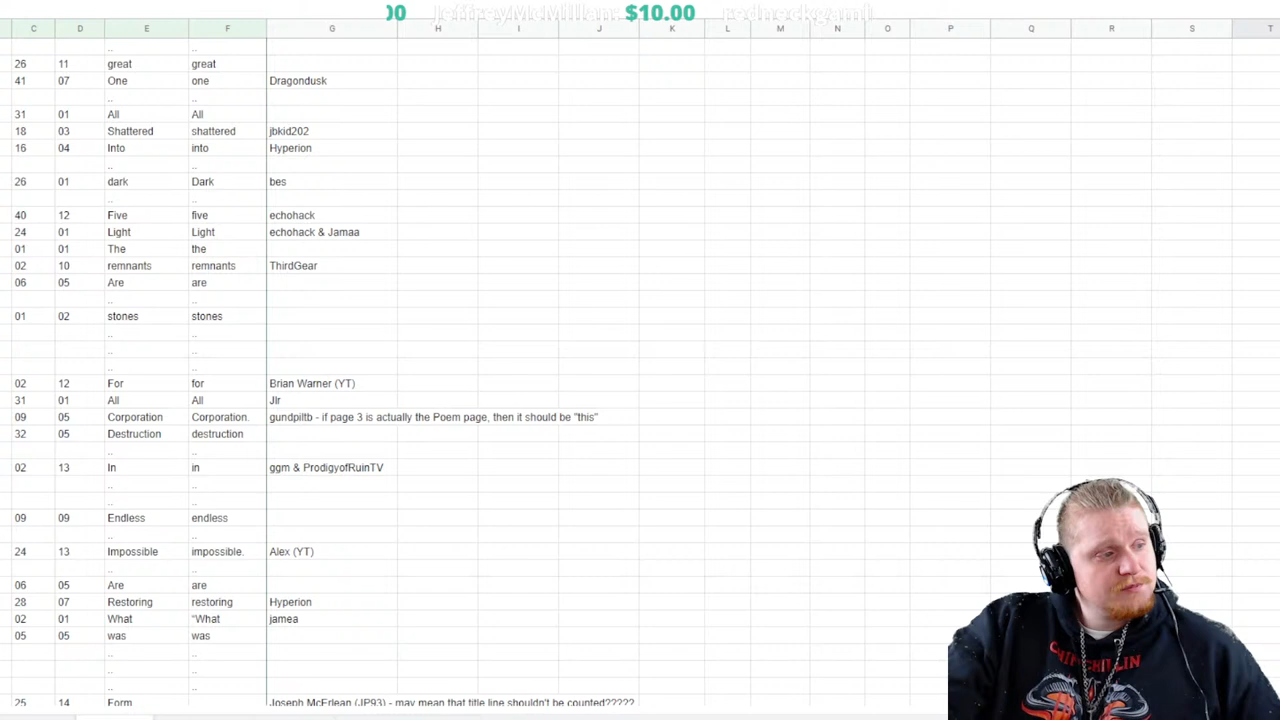 00 JeffreyMcMillan: $10.00 redneckgaml
C D E F G H I J K L M N O P Q R S T
.. ..
26 11 great great
41 07 One one Dragondusk
.. ..
31 01 All All
18 03 Shattered shattered jbkid202
16 04 Into into Hyperion
.. ..
26 01 dark Dark bes
.. ..
40 12 Five five echohack
24 01 Light Light echohack & Jamaa
01 01 The the
02 10 remnants remnants ThirdGear
06 05 Are are
.. ..
01 02 stones stones
.. ..
.. ..
.. ..
02 12 For for Brian Warner (YT)
31 01 All All Jlr
09 05 Corporation Corporation. gundpiltb - if page 3 is actually the Poem page, then it should be "this"
32 05 Destruction destruction
.. ..
02 13 In in ggm & ProdigyofRuinTV
.. ..
.. ..
09 09 Endless endless
.. ..
24 13 Impossible impossible. Alex (YT)
.. ..
06 05 Are are
28 07 Restoring restoring Hyperion
02 01 What “What jamea
05 05 was was
.. ..
.. ..
.. ..
25 14 Form Joseph McErlean (JP93) - may mean that title line shouldn't be counted?????
CHIMCHILLIN